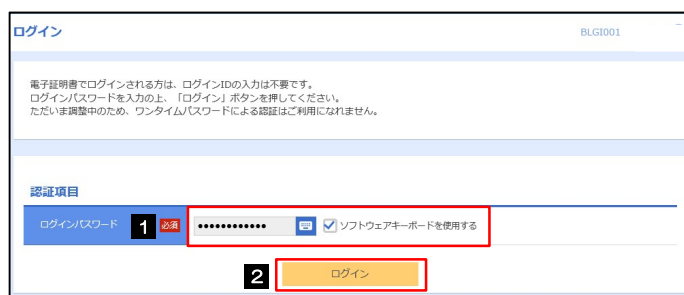 ログイン
BLGI001
電子証明書でログインされる方は、ログインIDの入力は不要です。
ログインパスワードを入力の上、「ログイン」ボタンを押してください。
ただいま調整中のため、ワンタイムパスワードによる認証はご利用になれません。
認証項目
ログインパスワード 1 必須 •••••••••••• ソフトウェアキーボードを使用する
2 ログイン